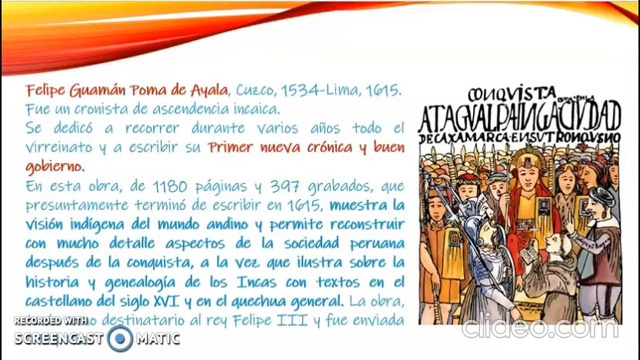 Felipe Guamán Poma de Ayala, Cuzco, 1534-Lima, 1615.
Fue un cronista de ascendencia incaica.
Se dedicó a recorrer durante varios años todo el
virreinato y a escribir su Primer nueva crónica y buen
gobierno.
En esta obra, de 1180 páginas y 397 grabados, que
presuntamente terminó de escribir en 1615, muestra la
visión indígena del mundo andino y permite reconstruir
con mucho detalle aspectos de la sociedad peruana
después de la conquista, a la vez que ilustra sobre la
historia y genealogía de los Incas con textos en el
castellano del siglo XVI y en el quechua general. La obra,
destinatario al rey Felipe III y fue enviada
CONQVISTA
ATAGVALPAINGACIVDAD
DECAXAMARCAENSVTRONOVSNO
RECORDED WITH
SCREENCAST MATIC
clideo.com